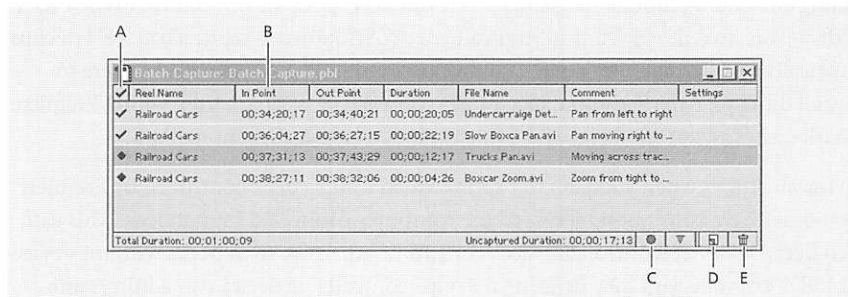 A B
Batch Capture: Batch Capture.pbl
Reel Name In Point Out Point Duration File Name Comment Settings
Railroad Cars 00;34;20;17 00;34;40;21 00;00;20;05 Undercarraige Det... Pan from left to right
Railroad Cars 00;36;04;27 00;36;27;15 00;00;22;19 Slow Boxca Pan.avi Pan moving right to ...
Railroad Cars 00;37;31;13 00;37;43;29 00;00;12;17 Trucks Pan.avi Moving across trac...
Railroad Cars 00;38;27;11 00;38;32;06 00;00;04;26 Boxcar Zoom.avi Zoom from tight to ...
Total Duration: 00;01;00;09 Uncaptured Duration: 00;00;17;13
C D E